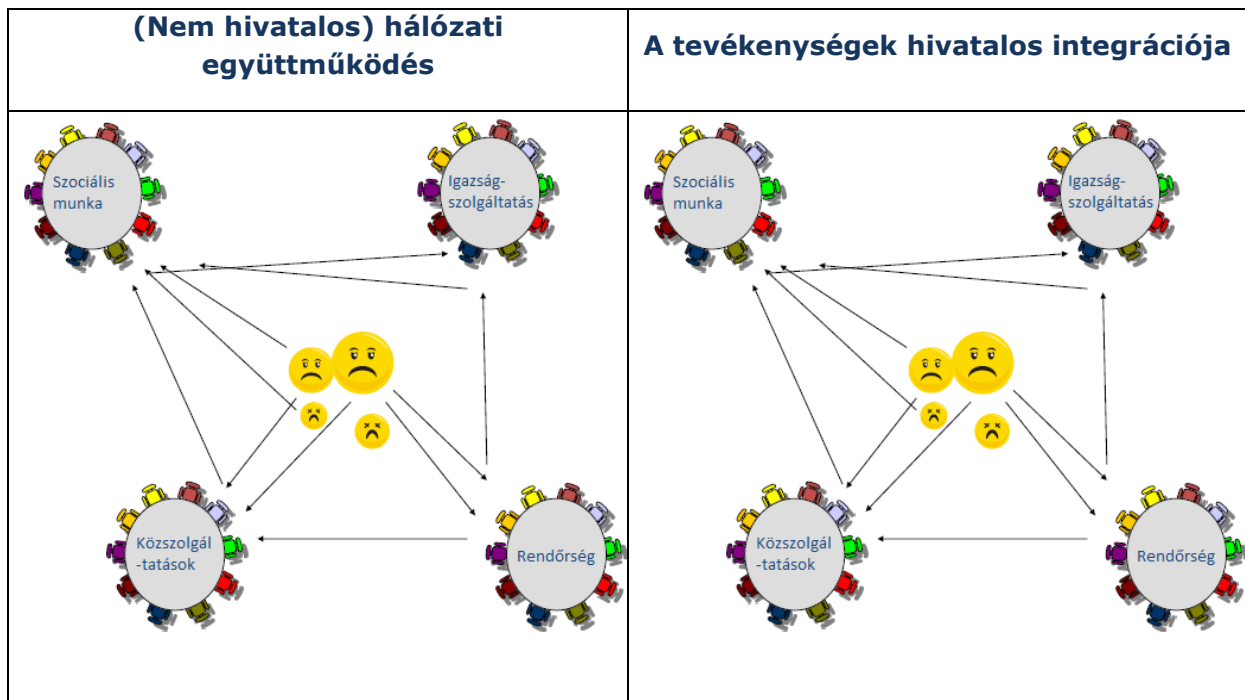 (Nem hivatalos) hálózati
együttműködés
A tevékenységek hivatalos integrációja
Szociális
munka
Igazság-
szolgáltatás
Közszolgál
-tatások
Rendőrség
Szociális
munka
Igazság-
szolgáltatás
Közszolgál
-tatások
Rendőrség